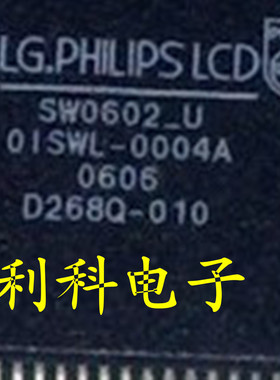 LG.PHILIPS LCD
SW0602_U
01SWL-0004A
0606
D268Q-010
利科电子